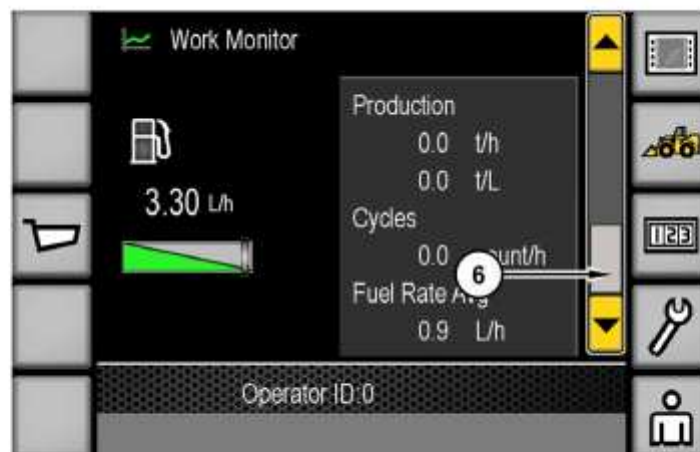 Work Monitor
3.30 L/h
Production
0.0 t/h
0.0 t/L
Cycles
0.0
6
Fuel Rate
0.9 L/h
Operator ID:0
123